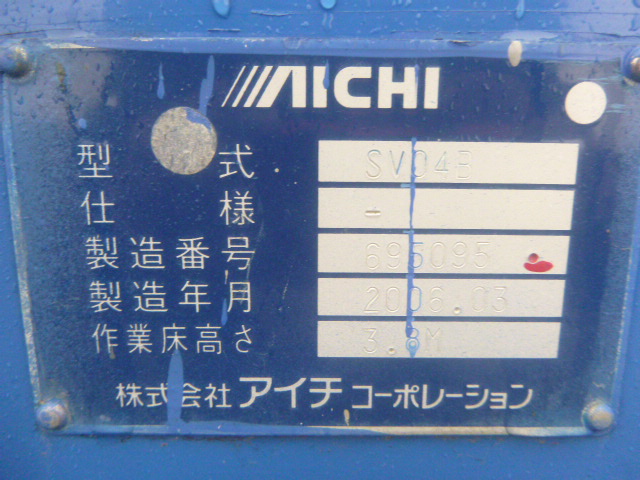 AICHI
型式 SV04B
仕様 -
製造番号 695095
製造年月 2006.03
作業床高さ 3.8M
株式会社アイチコーポレーション